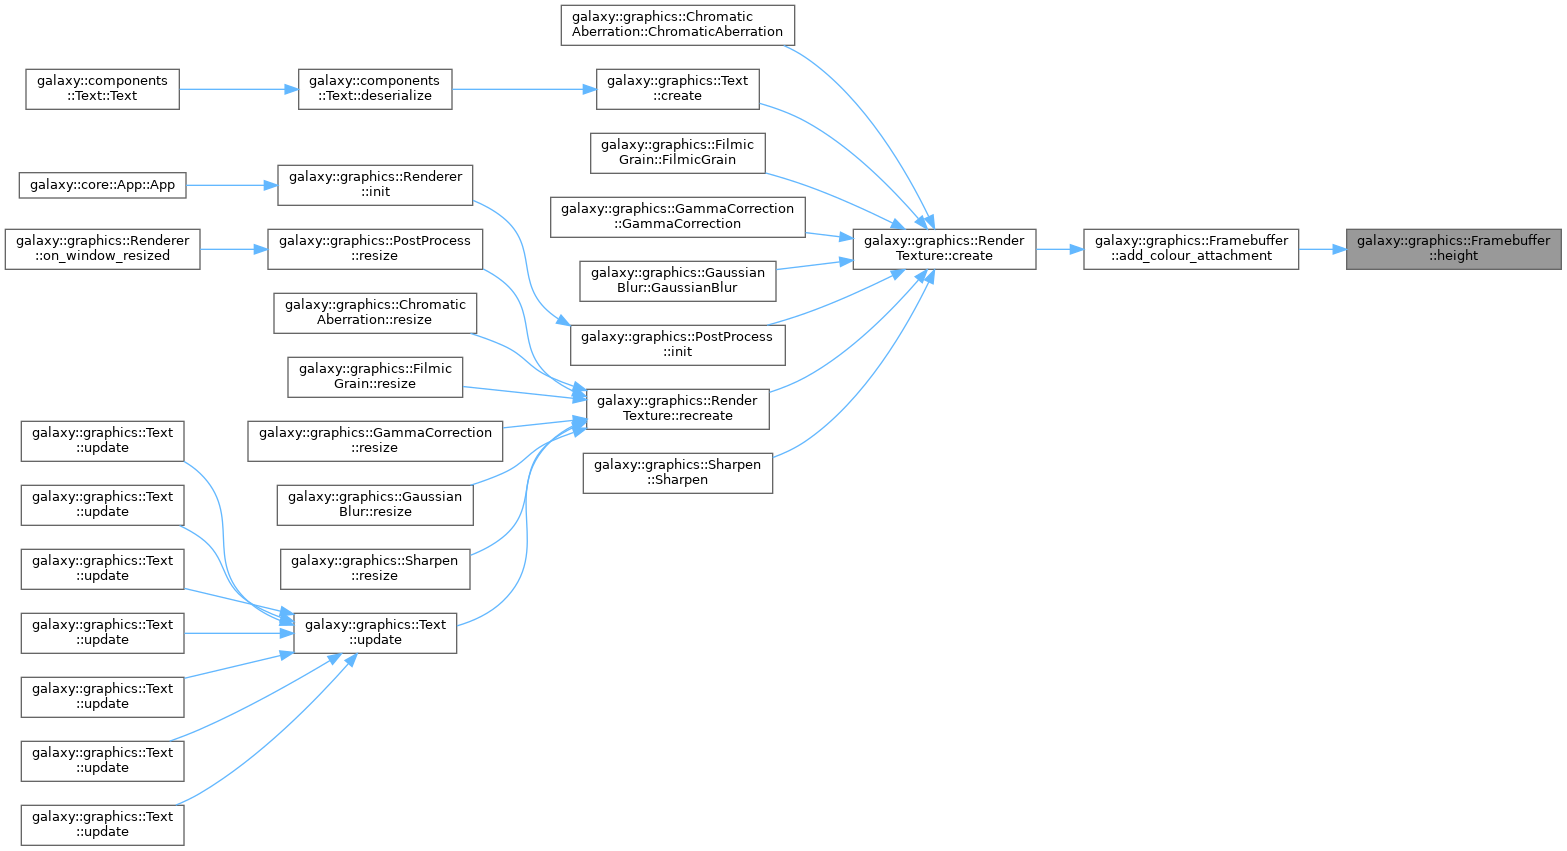 galaxy::graphics::Chromatic
Aberration::ChromaticAberration
galaxy::components
::Text::Text
galaxy::components
::Text::deserialize
galaxy::graphics::Text
::create
galaxy::graphics::Filmic
Grain::FilmicGrain
galaxy::core::App::App
galaxy::graphics::Renderer
::init
galaxy::graphics::GammaCorrection
::GammaCorrection
galaxy::graphics::Renderer
::on_window_resized
galaxy::graphics::PostProcess
::resize
galaxy::graphics::Render
Texture::create
galaxy::graphics::Framebuffer
::add_colour_attachment
galaxy::graphics::Framebuffer
::height
galaxy::graphics::Gaussian
Blur::GaussianBlur
galaxy::graphics::Chromatic
Aberration::resize
galaxy::graphics::PostProcess
::init
galaxy::graphics::Filmic
Grain::resize
galaxy::graphics::Render
Texture::recreate
galaxy::graphics::Text
::update
galaxy::graphics::GammaCorrection
::resize
galaxy::graphics::Sharpen
::Sharpen
galaxy::graphics::Text
::update
galaxy::graphics::Gaussian
Blur::resize
galaxy::graphics::Text
::update
galaxy::graphics::Sharpen
::resize
galaxy::graphics::Text
::update
galaxy::graphics::Text
::update
galaxy::graphics::Text
::update
galaxy::graphics::Text
::update
galaxy::graphics::Text
::update